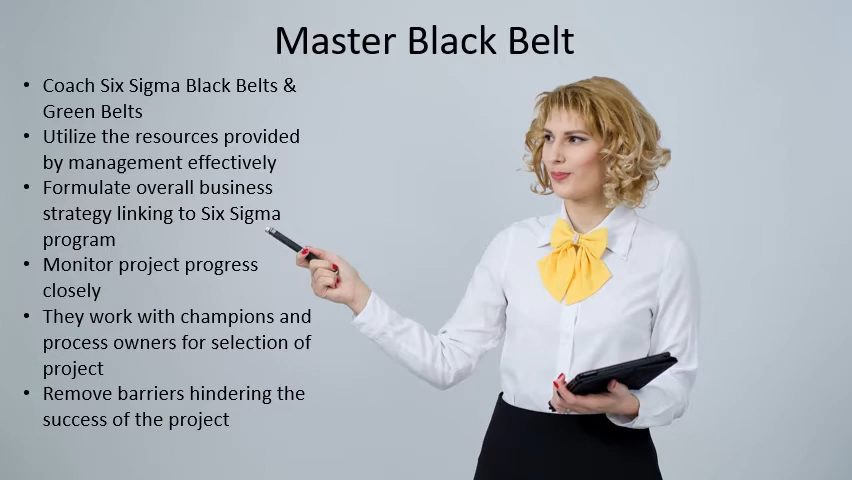 Master Black Belt
• Coach Six Sigma Black Belts &
Green Belts
• Utilize the resources provided
by management effectively
• Formulate overall business
strategy linking to Six Sigma
program
• Monitor project progress
closely
• They work with champions and
process owners for selection of
project
• Remove barriers hindering the
success of the project